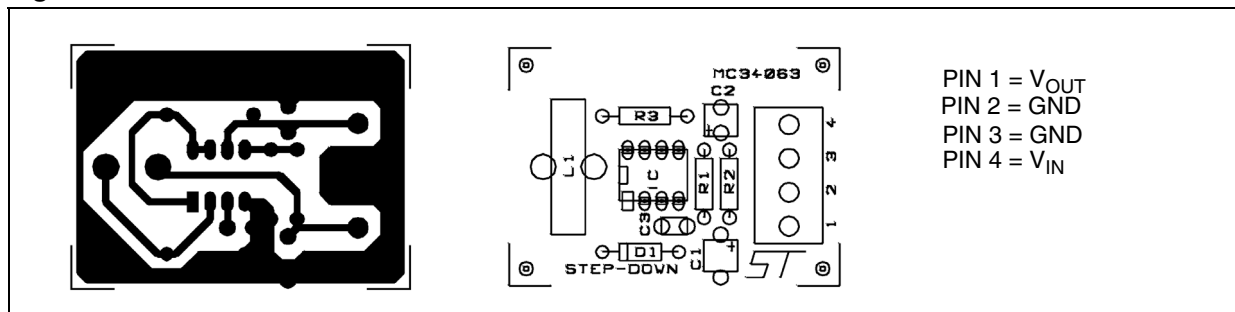 MC34063
C2
+
R3
4
3
2
1
L1
IC
R1
R2
C3
D1
C1
+
STEP-DOWN
ST
PIN 1 = VOUT
PIN 2 = GND
PIN 3 = GND
PIN 4 = VIN